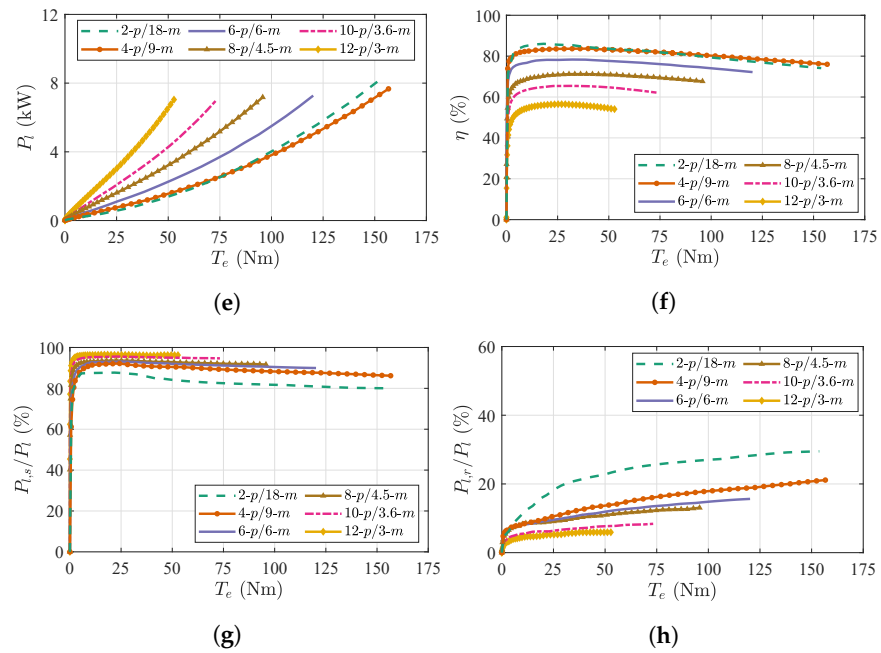 2-p/18-m 6-p/6-m 10-p/3.6-m
4-p/9-m 8-p/4.5-m 12-p/3-m
12
8
4
0
P_l (kW)
0 25 50 75 100 125 150 175
T_e (Nm)
(e)
100
80
60
40
20
0
η (%)
2-p/18-m 8-p/4.5-m
4-p/9-m 10-p/3.6-m
6-p/6-m 12-p/3-m
0 25 50 75 100 125 150 175
T_e (Nm)
(f)
100
80
60
40
20
0
P_{l,s}/P_l (%)
2-p/18-m 8-p/4.5-m
4-p/9-m 10-p/3.6-m
6-p/6-m 12-p/3-m
0 25 50 75 100 125 150 175
T_e (Nm)
(g)
60
40
20
0
P_{l,r}/P_l (%)
2-p/18-m 8-p/4.5-m
4-p/9-m 10-p/3.6-m
6-p/6-m 12-p/3-m
0 25 50 75 100 125 150 175
T_e (Nm)
(h)